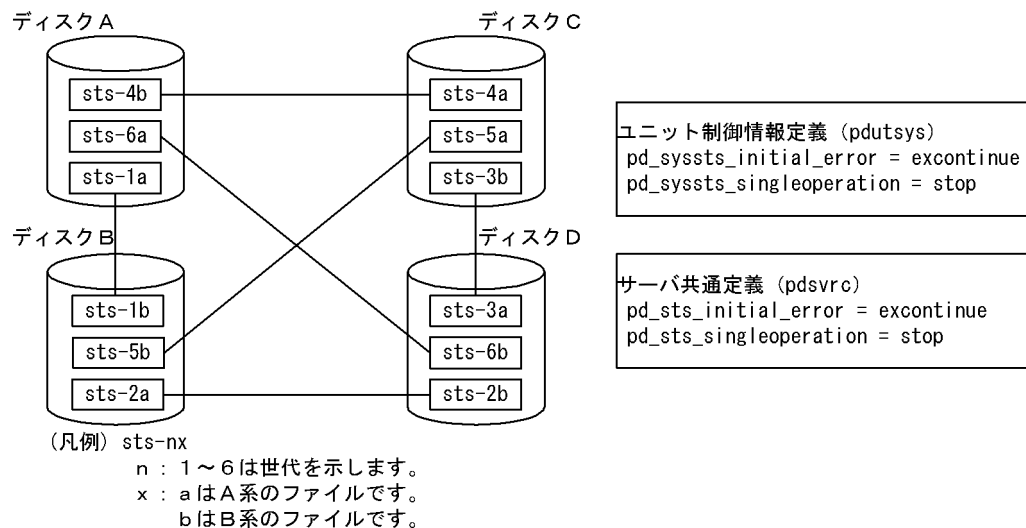 ディスクA
sts-4b
sts-6a
sts-1a
ディスクC
sts-4a
sts-5a
sts-3b
ディスクB
sts-1b
sts-5b
sts-2a
ディスクD
sts-3a
sts-6b
sts-2b
ユニット制御情報定義(pdutsys)
pd_syssts_initial_error = excontinue
pd_syssts_singleoperation = stop
サーバ共通定義(pdsvrc)
pd_sts_initial_error = excontinue
pd_sts_singleoperation = stop
(凡例) sts-nx
n : 1~6は世代を示します。
x : aはA系のファイルです。
bはB系のファイルです。